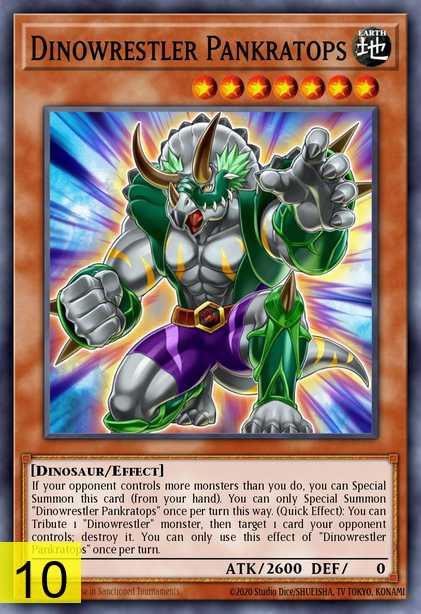 DINOWRESTLER PANKRATOPS
EARTH
地
[DINOSAUR/EFFECT]
If your opponent controls more monsters than you do, you can Special
Summon this card (from your hand). You can only Special Summon
"Dinowrestler Pankratops" once per turn this way. (Quick Effect): You can
Tribute 1 "Dinowrestler" monster, then target 1 card your opponent
controls; destroy it. You can only use this effect of "Dinowrestler
Pankratops" once per turn.
ATK/2600 DEF/ 0
10
Use in Sanctioned Tournaments
©2020 Studio Dice/SHUEISHA, TV TOKYO, KONAMI